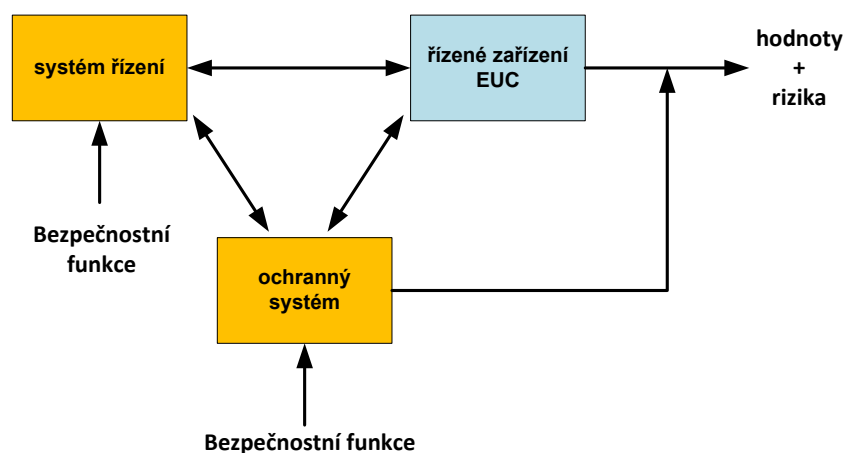 systém řízení
řízené zařízení
EUC
hodnoty
+
rizika
Bezpečnostní
funkce
ochranný
systém
Bezpečnostní funkce